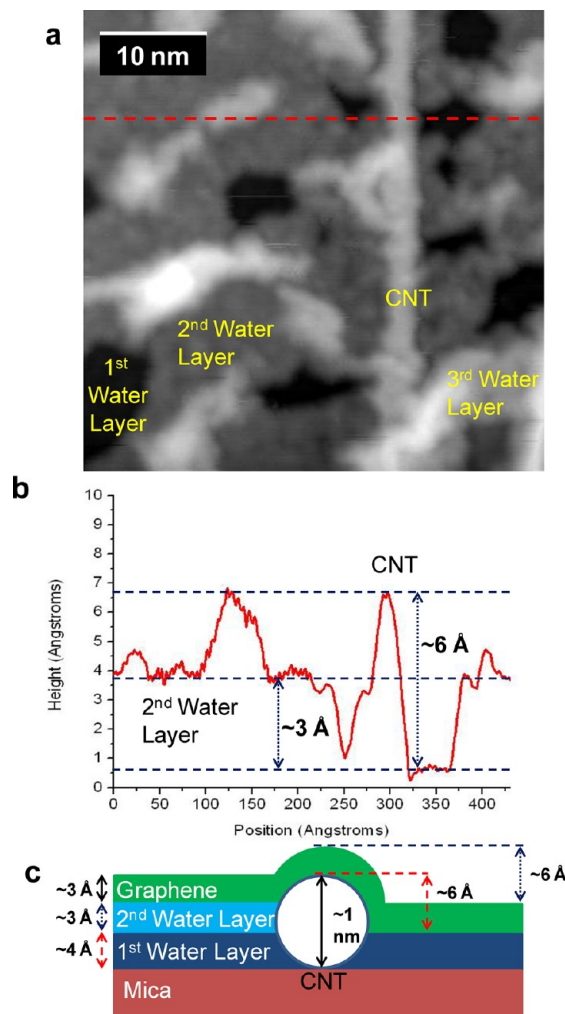 a
10 nm
CNT
2nd Water
Layer
1st
Water
Layer
3rd Water
Layer
b
10
9
8
7
6
5
4
3
2
1
0
Height (Angstroms)
CNT
~6 Å
2nd Water
Layer
~3 Å
0 50 100 150 200 250 300 350 400
Position (Angstroms)
c
~3 Å
Graphene
~6 Å
~3 Å
2nd Water Layer
~6 Å
~4 Å
1st Water Layer
~1
nm
CNT
Mica